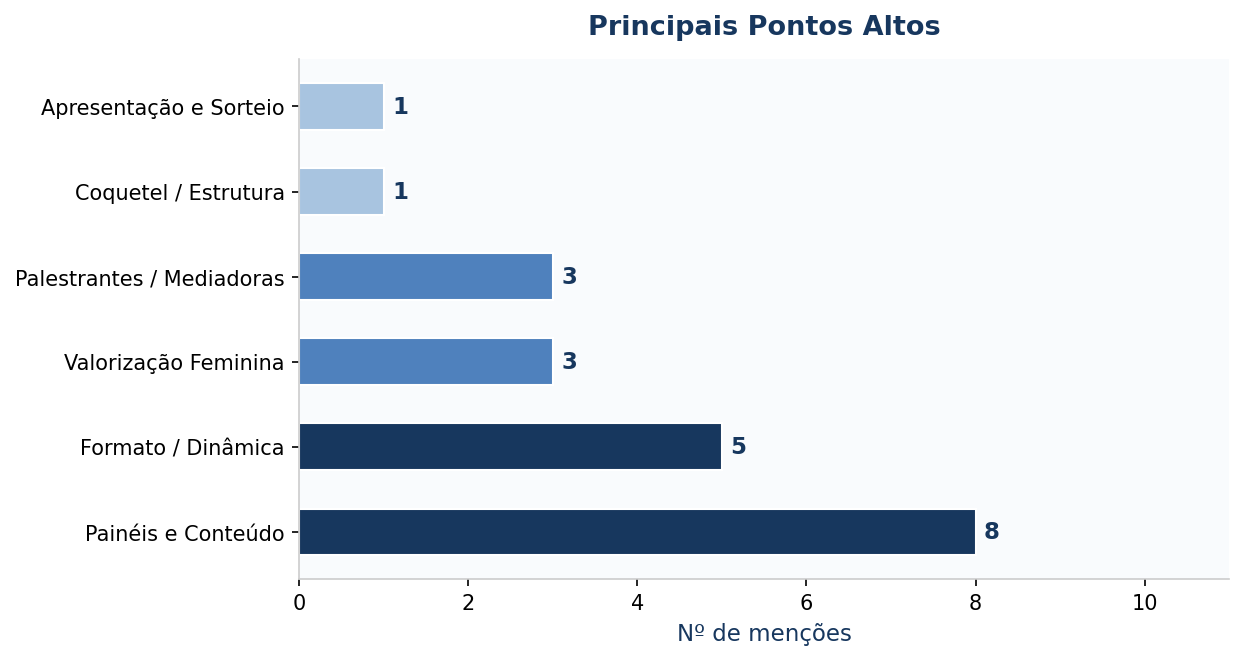 Principais Pontos Altos
Apresentação e Sorteio 1
Coquetel / Estrutura 1
Palestrantes / Mediadoras 3
Valorização Feminina 3
Formato / Dinâmica 5
Painéis e Conteúdo 8
0 2 4 6 8 10
Nº de menções